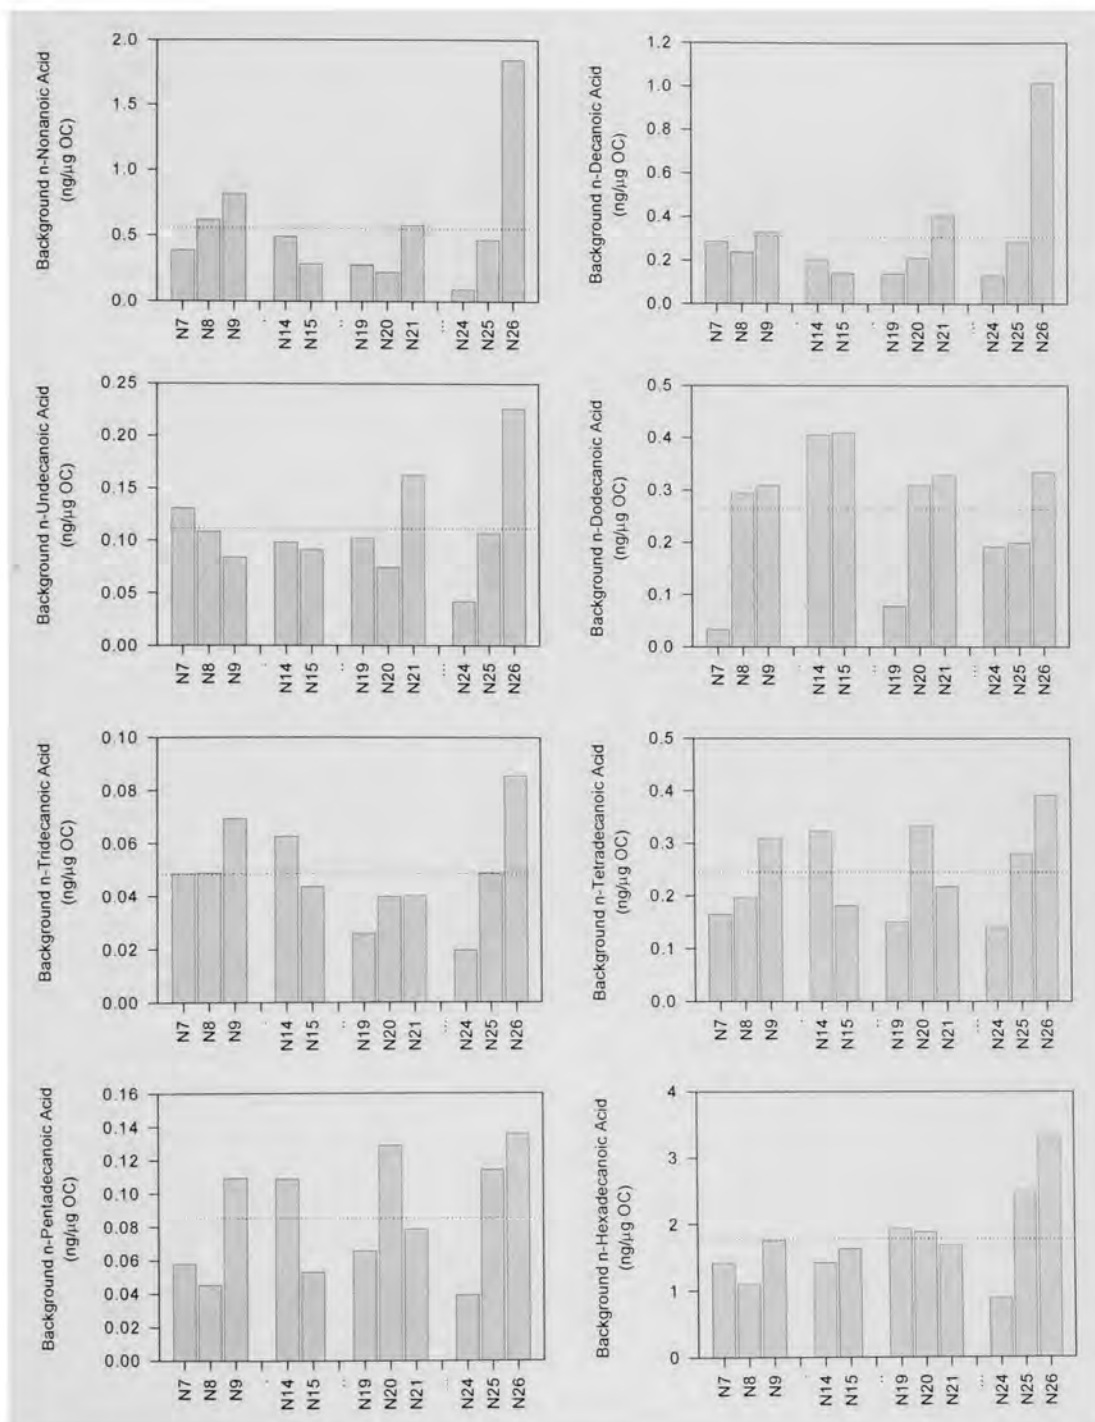 Background n-Nonanoic Acid
(ng/µg OC)
2.0
1.5
1.0
0.5
0.0
N7 N8 N9 N14 N15 N19 N20 N21 N24 N25 N26
Background n-Decanoic Acid
(ng/µg OC)
1.2
1.0
0.8
0.6
0.4
0.2
0.0
N7 N8 N9 N14 N15 N19 N20 N21 N24 N25 N26
Background n-Undecanoic Acid
(ng/µg OC)
0.25
0.20
0.15
0.10
0.05
0.00
N7 N8 N9 N14 N15 N19 N20 N21 N24 N25 N26
Background n-Dodecanoic Acid
(ng/µg OC)
0.5
0.4
0.3
0.2
0.1
0.0
N7 N8 N9 N14 N15 N19 N20 N21 N24 N25 N26
Background n-Tridecanoic Acid
(ng/µg OC)
0.10
0.08
0.06
0.04
0.02
0.00
N7 N8 N9 N14 N15 N19 N20 N21 N24 N25 N26
Background n-Tetradecanoic Acid
(ng/µg OC)
0.5
0.4
0.3
0.2
0.1
0.0
N7 N8 N9 N14 N15 N19 N20 N21 N24 N25 N26
Background n-Pentadecanoic Acid
(ng/µg OC)
0.16
0.14
0.12
0.10
0.08
0.06
0.04
0.02
0.00
N7 N8 N9 N14 N15 N19 N20 N21 N24 N25 N26
Background n-Hexadecanoic Acid
(ng/µg OC)
4
3
2
1
0
N7 N8 N9 N14 N15 N19 N20 N21 N24 N25 N26